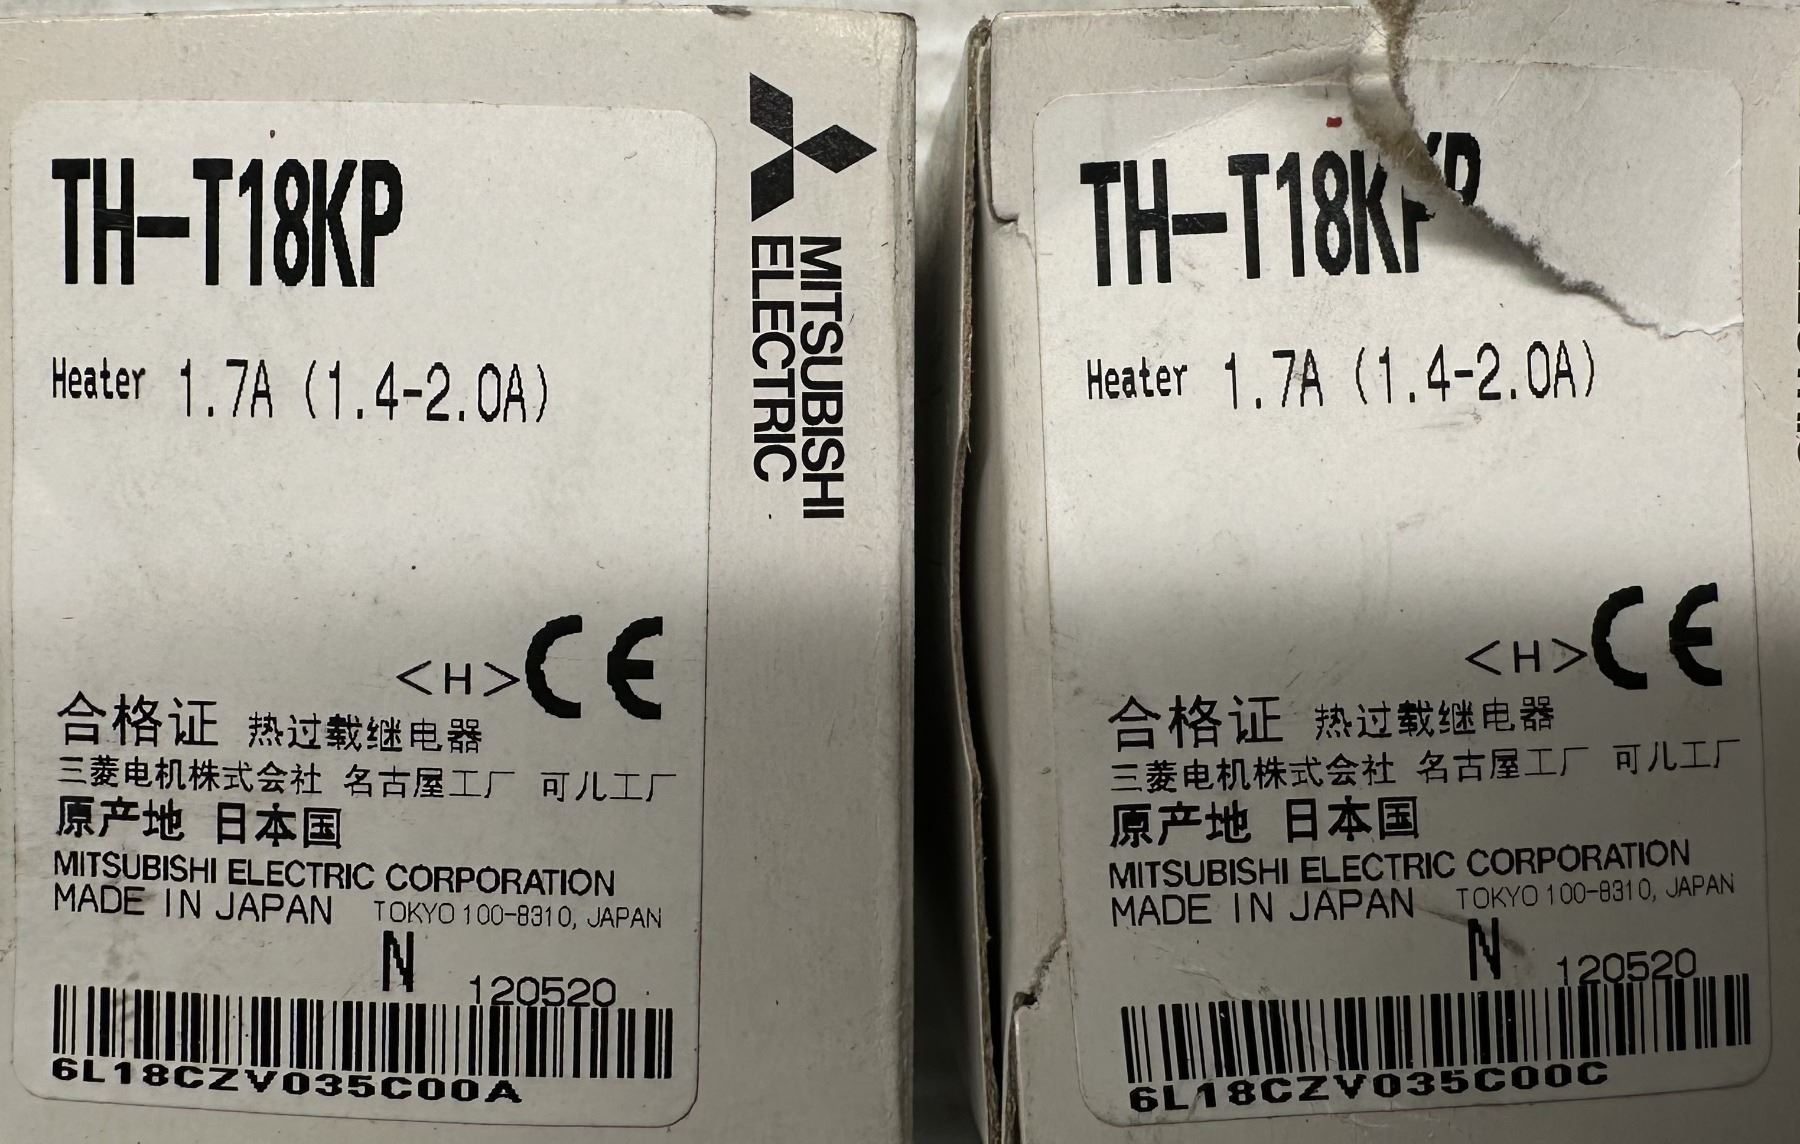 TH-T18KP
Heater 1.7A (1.4-2.0A)
<H> CE
合格证 热过载继电器
三菱电机株式会社 名古屋工厂 可儿工厂
原产地 日本国
MITSUBISHI ELECTRIC CORPORATION
MADE IN JAPAN TOKYO 100-8310, JAPAN
N 120520
6L18CZV035C00A
MITSUBISHI
ELECTRIC
TH-T18KP
Heater 1.7A (1.4-2.0A)
<H> CE
合格证 热过载继电器
三菱电机株式会社 名古屋工厂 可儿工厂
原产地 日本国
MITSUBISHI ELECTRIC CORPORATION
MADE IN JAPAN TOKYO 100-8310, JAPAN
N 120520
6L18CZV035C00C